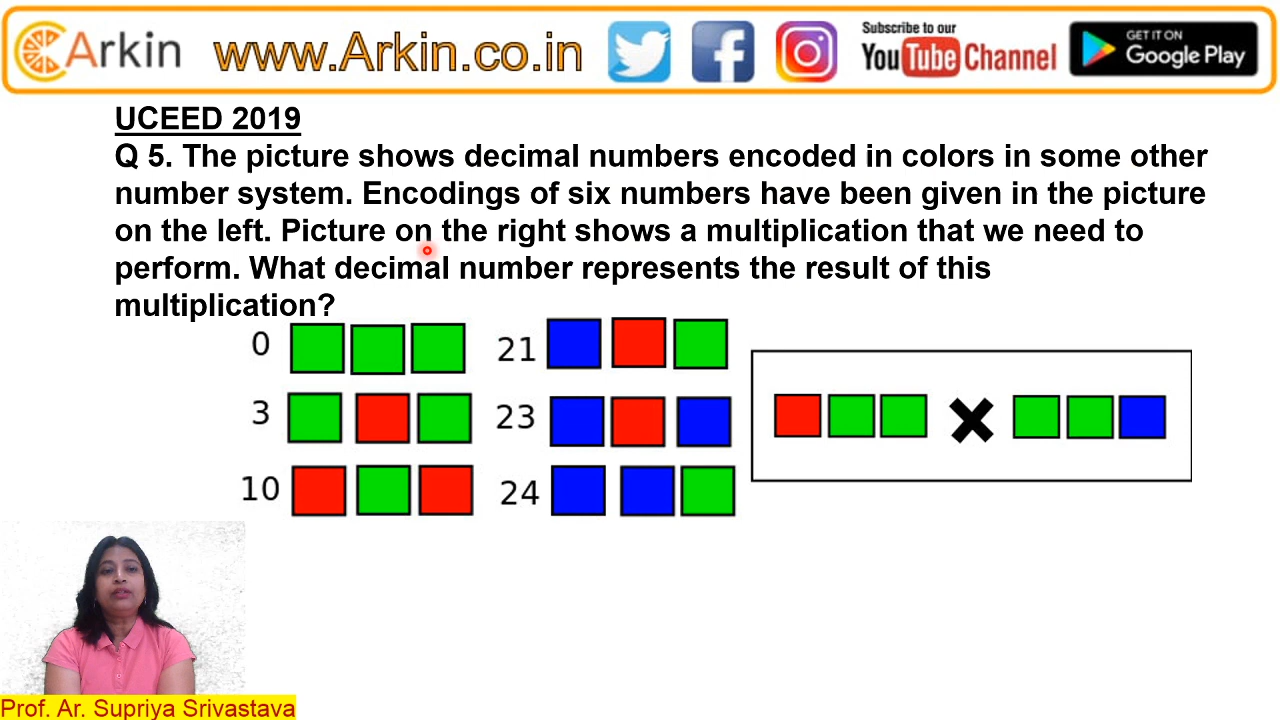 Arkin
www.Arkin.co.in
Subscribe to our
YouTube Channel
GET IT ON
Google Play
UCEED 2019
Q 5. The picture shows decimal numbers encoded in colors in some other
number system. Encodings of six numbers have been given in the picture
on the left. Picture on the right shows a multiplication that we need to
perform. What decimal number represents the result of this
multiplication?
0
21
3
23
10
24
Prof. Ar. Supriya Srivastava